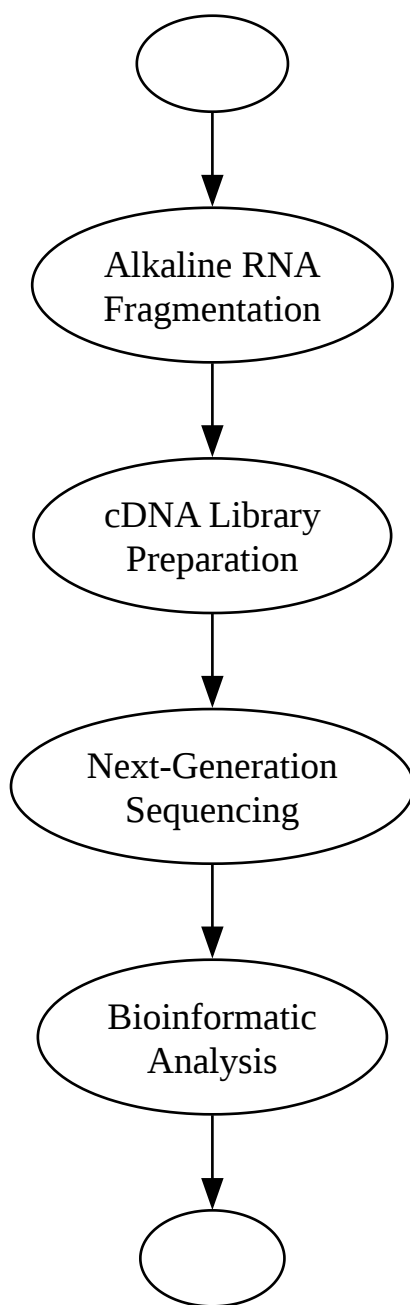 Alkaline RNA
Fragmentation
cDNA Library
Preparation
Next-Generation
Sequencing
Bioinformatic
Analysis